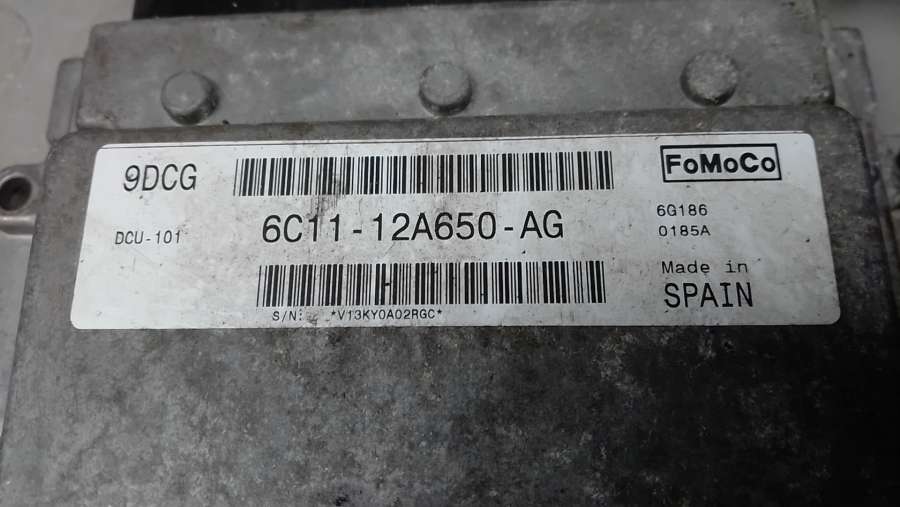 9DCG
FoMoCo
DCU-101
6C11-12A650-AG
6G186
0185A
Made in
SPAIN
S/N: *V13KY0A02RGC*